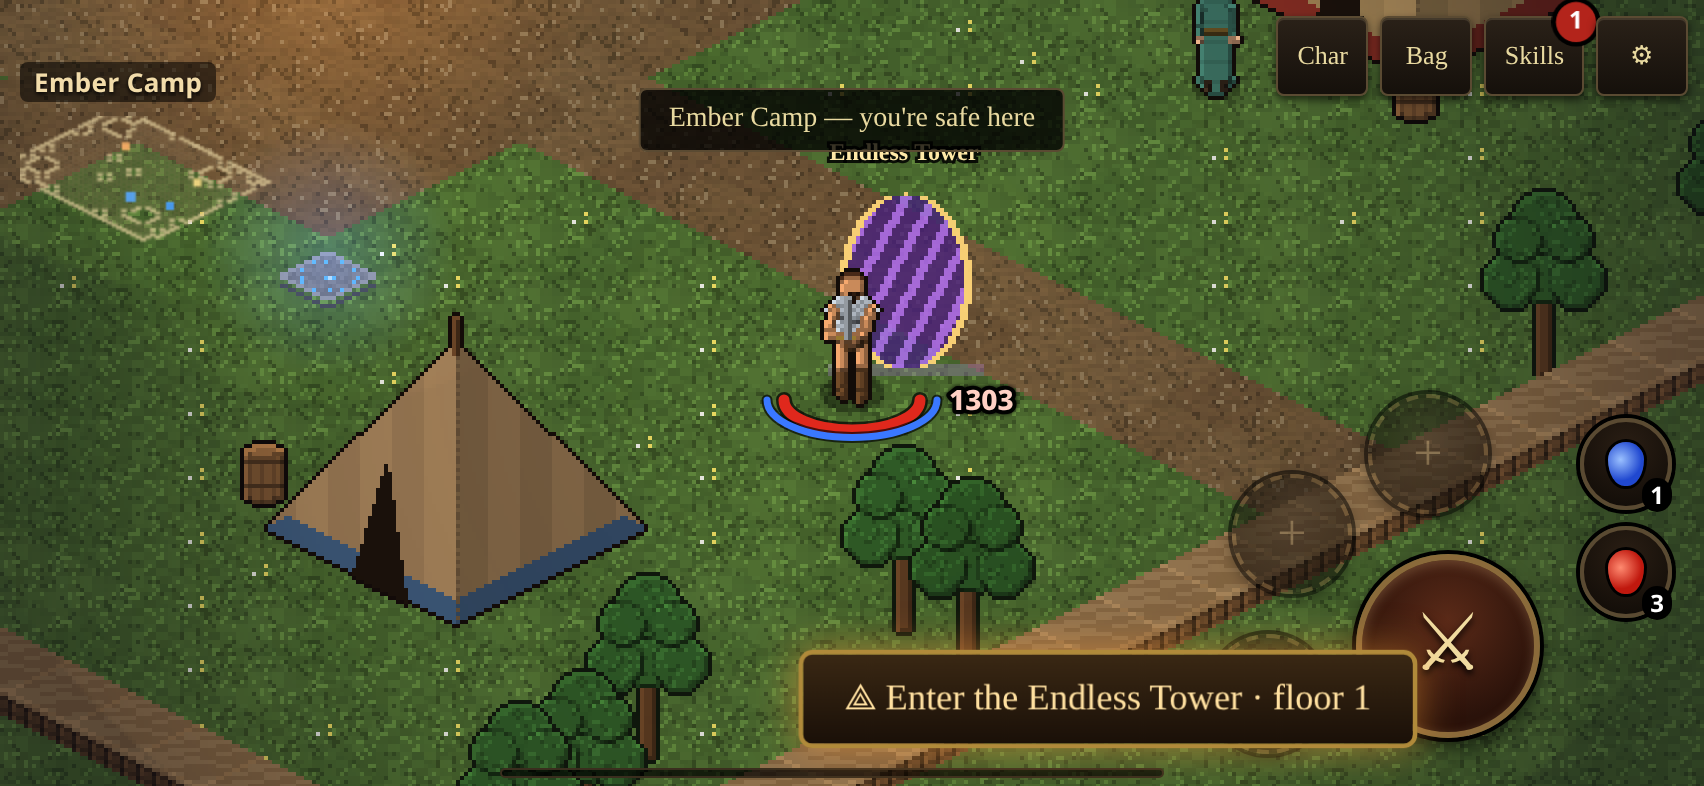 1
Char
Bag
Skills
Ember Camp
Ember Camp — you're safe here
Endless Tower
1303
1
3
Enter the Endless Tower · floor 1